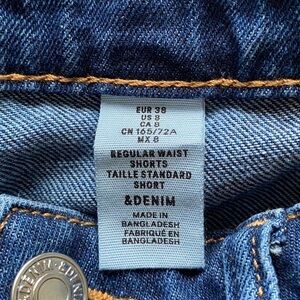 EUR 38
US 8
CA 8
CN 165/72A
MX 8
REGULAR WAIST
SHORTS
TAILLE STANDARD
SHORT
&DENIM
MADE IN
BANGLADESH
FABRIQUÉ EN
BANGLADESH
DENIM